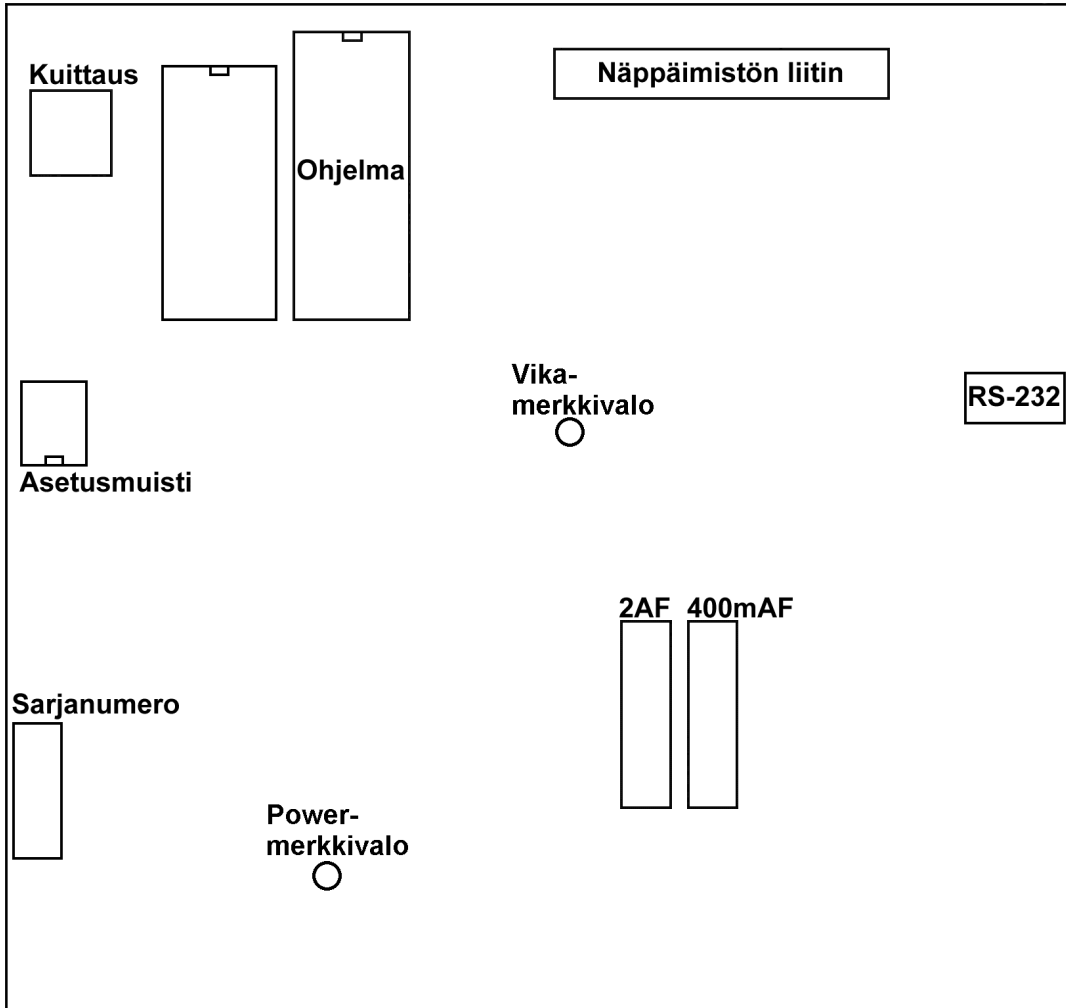 Kuittaus
Näppäimistön liitin
Ohjelma
Vika-
merkkivalo
RS-232
Asetusmuisti
2AF
400mAF
Sarjanumero
Power-
merkkivalo